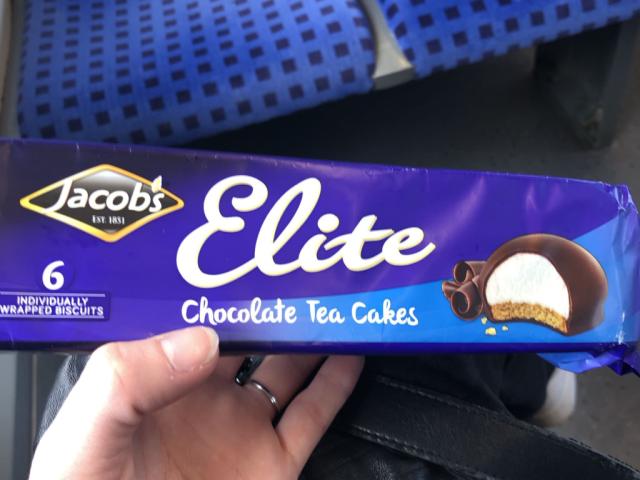 Jacob's
EST. 1851
Elite
Chocolate Tea Cakes
6
INDIVIDUALLY
WRAPPED BISCUITS